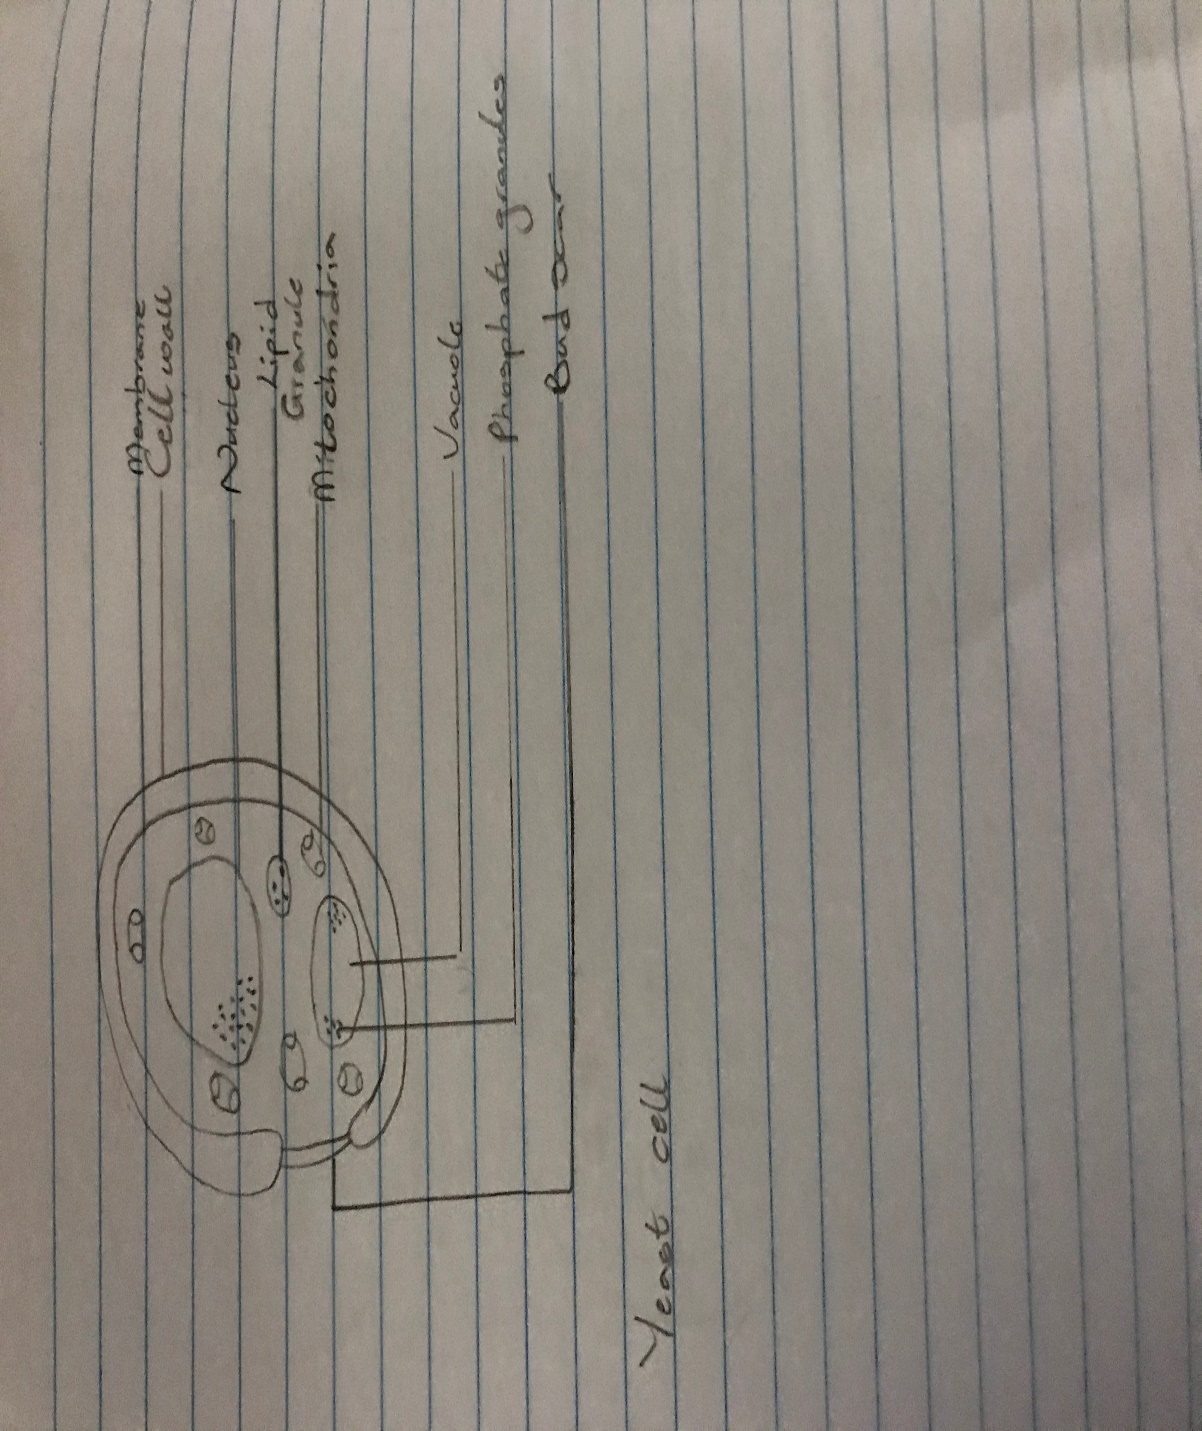 Membrane
Cell wall
Nucleus
Lipid
Granule
Mitochondria
Vacuole
Phosphate granules
Bud scar
Yeast cell